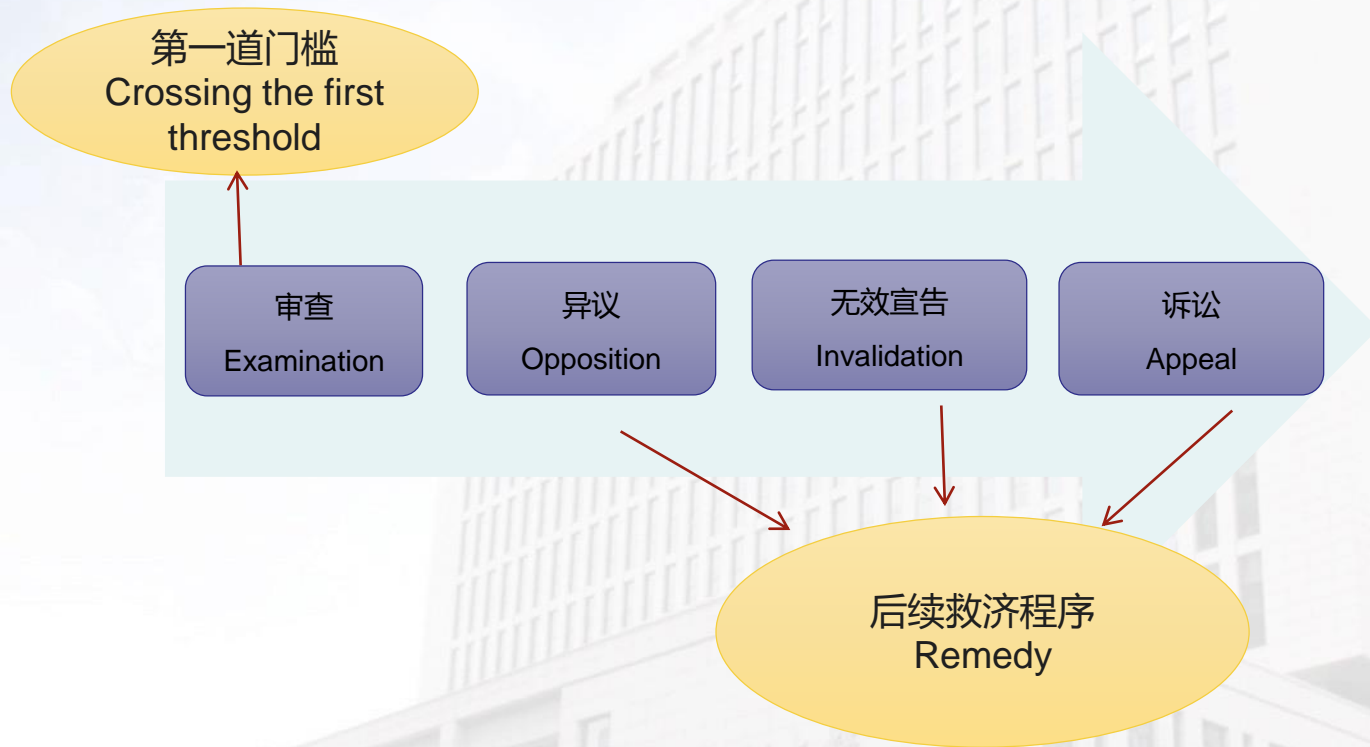 第一道门槛
Crossing the first
threshold
审查
Examination
异议
Opposition
无效宣告
Invalidation
诉讼
Appeal
后续救济程序
Remedy